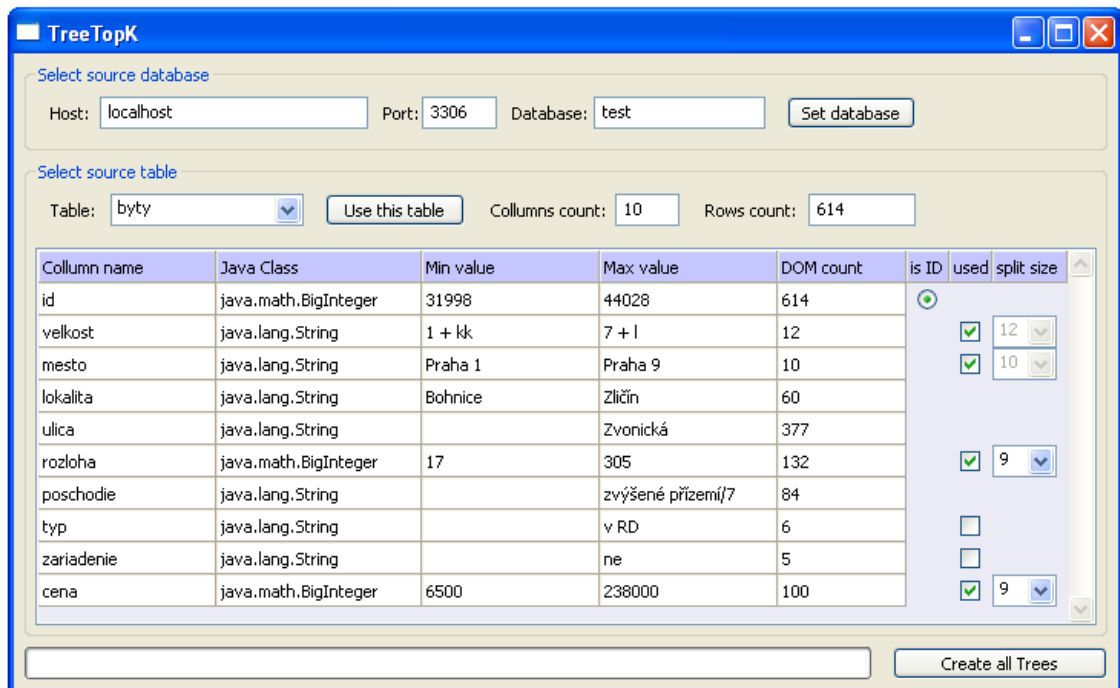 TreeTopK
Select source database
Host: localhost Port: 3306 Database: test Set database
Select source table
Table: byty Use this table Collumns count: 10 Rows count: 614
Collumn name Java Class Min value Max value DOM count is ID used split size
id java.math.BigInteger 31998 44028 614
velkost java.lang.String 1 + kk 7 + l 12 12
mesto java.lang.String Praha 1 Praha 9 10 10
lokalita java.lang.String Bohnice Zličín 60
ulica java.lang.String Zvonická 377
rozloha java.math.BigInteger 17 305 132 9
poschodie java.lang.String zvýšené přízemí/7 84
typ java.lang.String v RD 6
zariadenie java.lang.String ne 5
cena java.math.BigInteger 6500 238000 100 9
Create all Trees